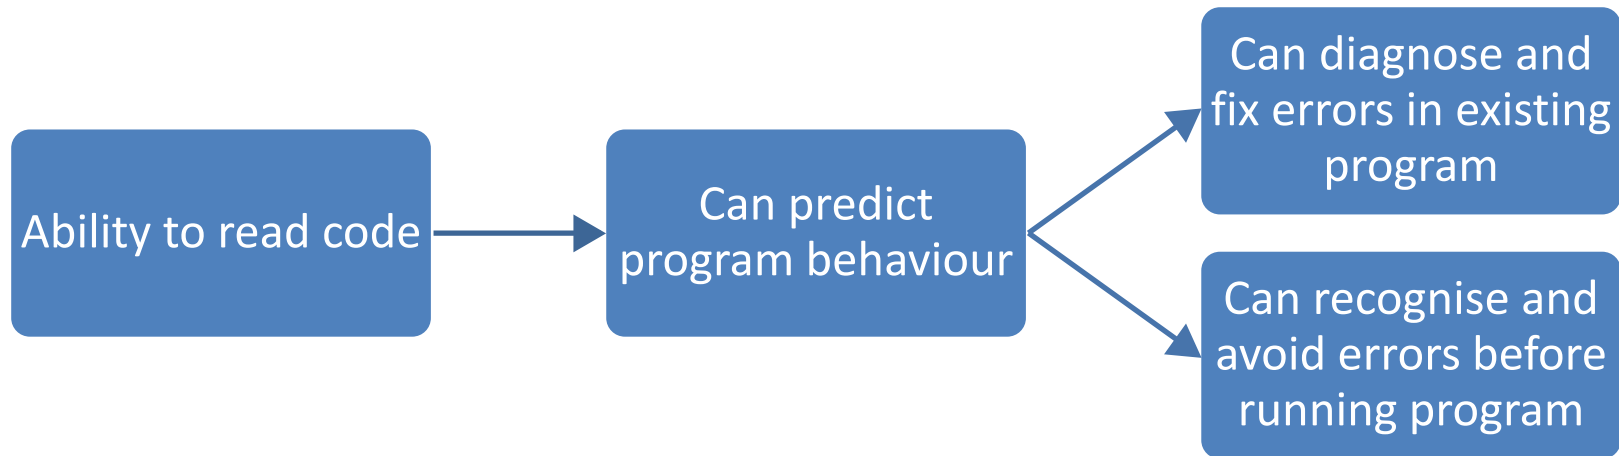 Ability to read code
Can predict
program behaviour
Can diagnose and
fix errors in existing
program
Can recognise and
avoid errors before
running program